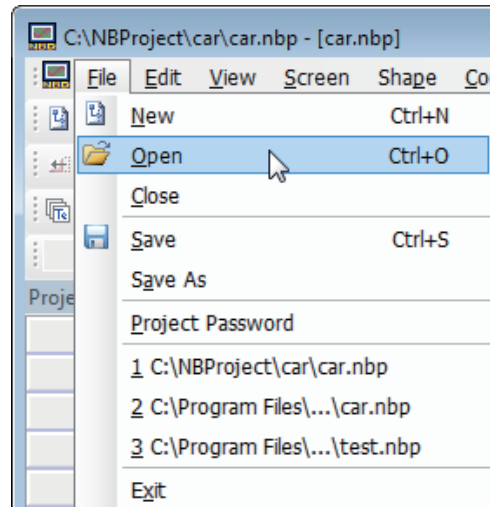 C:\NBProject\car\car.nbp - [car.nbp]
File Edit View Screen Shape Co
New Ctrl+N
Open Ctrl+O
Close
Save Ctrl+S
Save As
Proje
Project Password
1 C:\NBProject\car\car.nbp
2 C:\Program Files\...\car.nbp
3 C:\Program Files\...\test.nbp
Exit